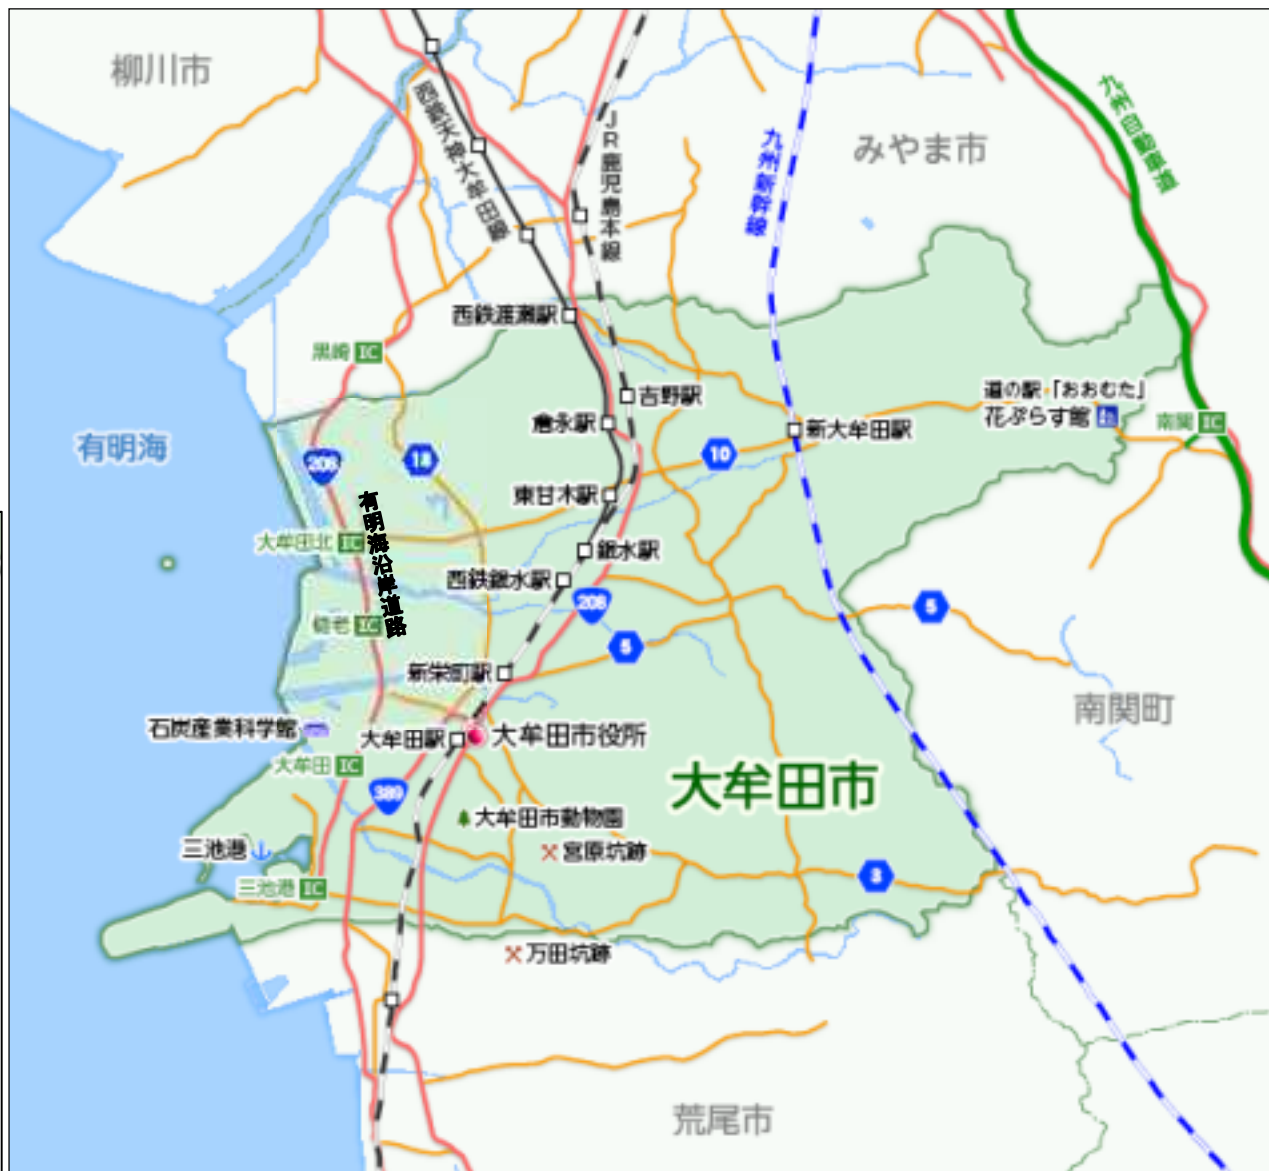 柳川市
西鉄天神大牟田線
JR鹿児島本線
九州新幹線
みやま市
九州自動車道
西鉄渡瀬駅
黒崎 IC
吉野駅
道の駅「おおむた」
花ぷらす館
倉永駅
新大牟田駅
南関 IC
有明海
208
18
10
東甘木駅
有明海沿岸道路
大牟田北 IC
銀水駅
西鉄銀水駅
208
5
健老 IC
5
新栄町駅
南関町
石炭産業科学館
大牟田駅
大牟田市役所
大牟田 IC
大牟田市
389
大牟田市動物園
三池港
宮原坑跡
三池港 IC
3
万田坑跡
荒尾市